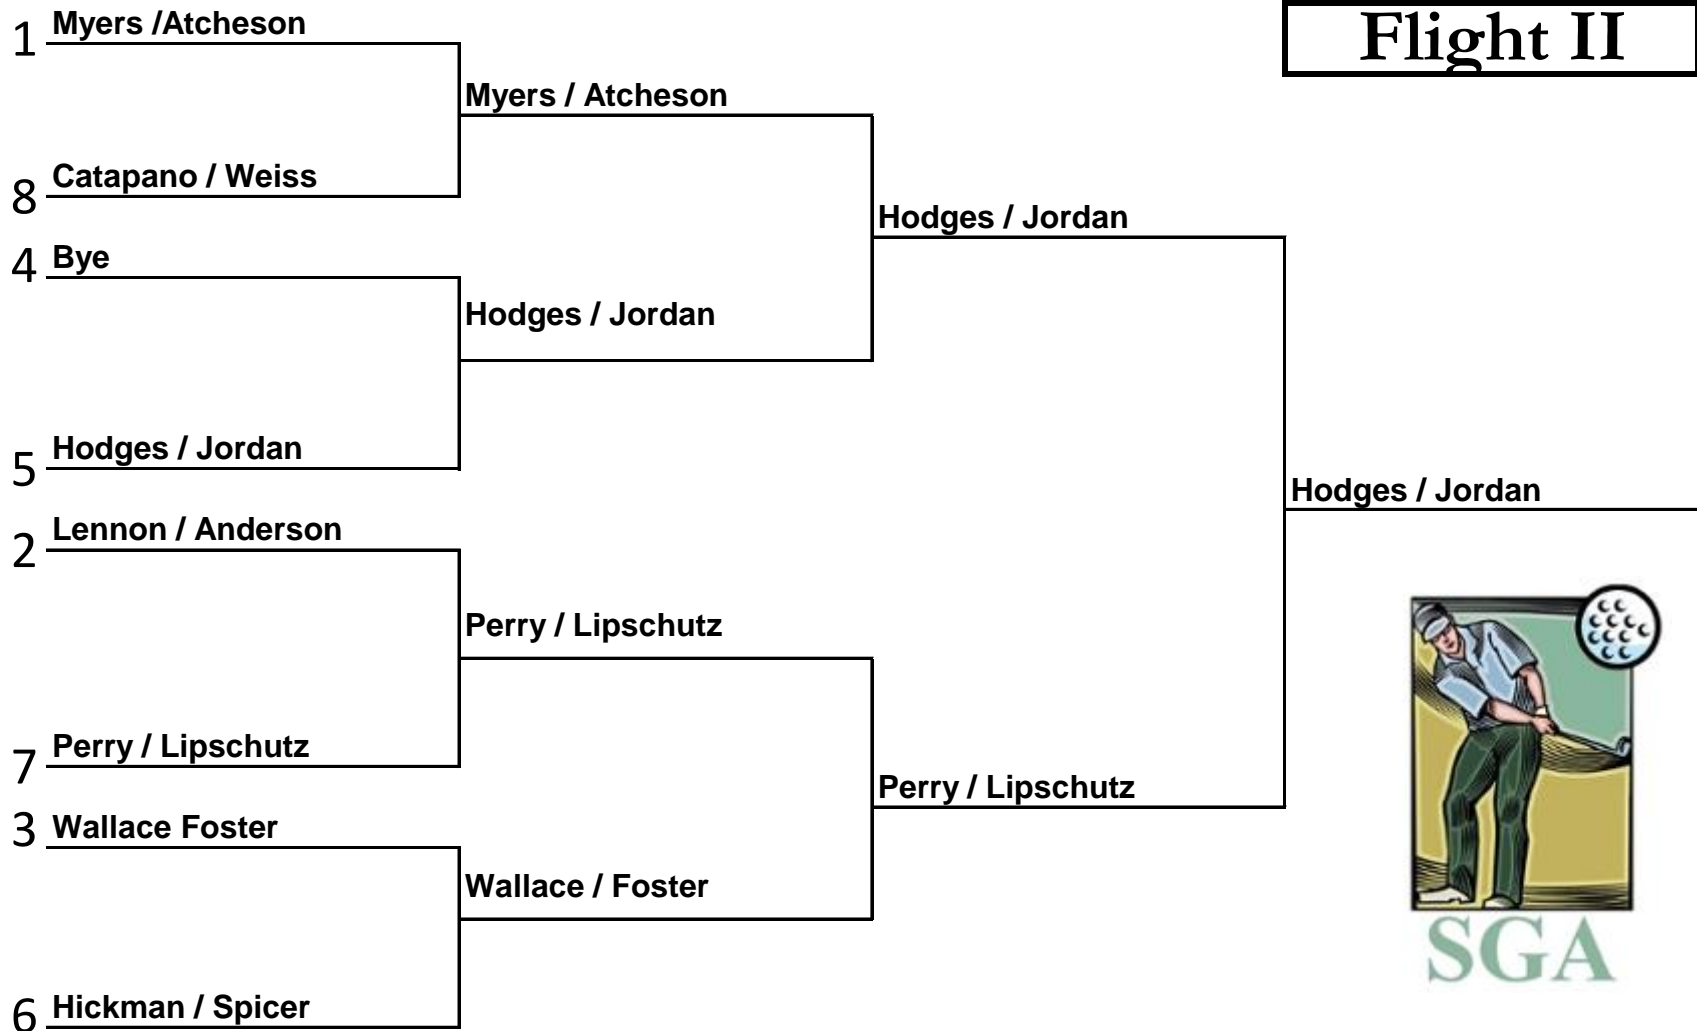 Flight II
1 Myers /Atcheson
Myers / Atcheson
8 Catapano / Weiss
Hodges / Jordan
4 Bye
Hodges / Jordan
5 Hodges / Jordan
Hodges / Jordan
2 Lennon / Anderson
Perry / Lipschutz
7 Perry / Lipschutz
Perry / Lipschutz
3 Wallace Foster
Wallace / Foster
6 Hickman / Spicer
SGA